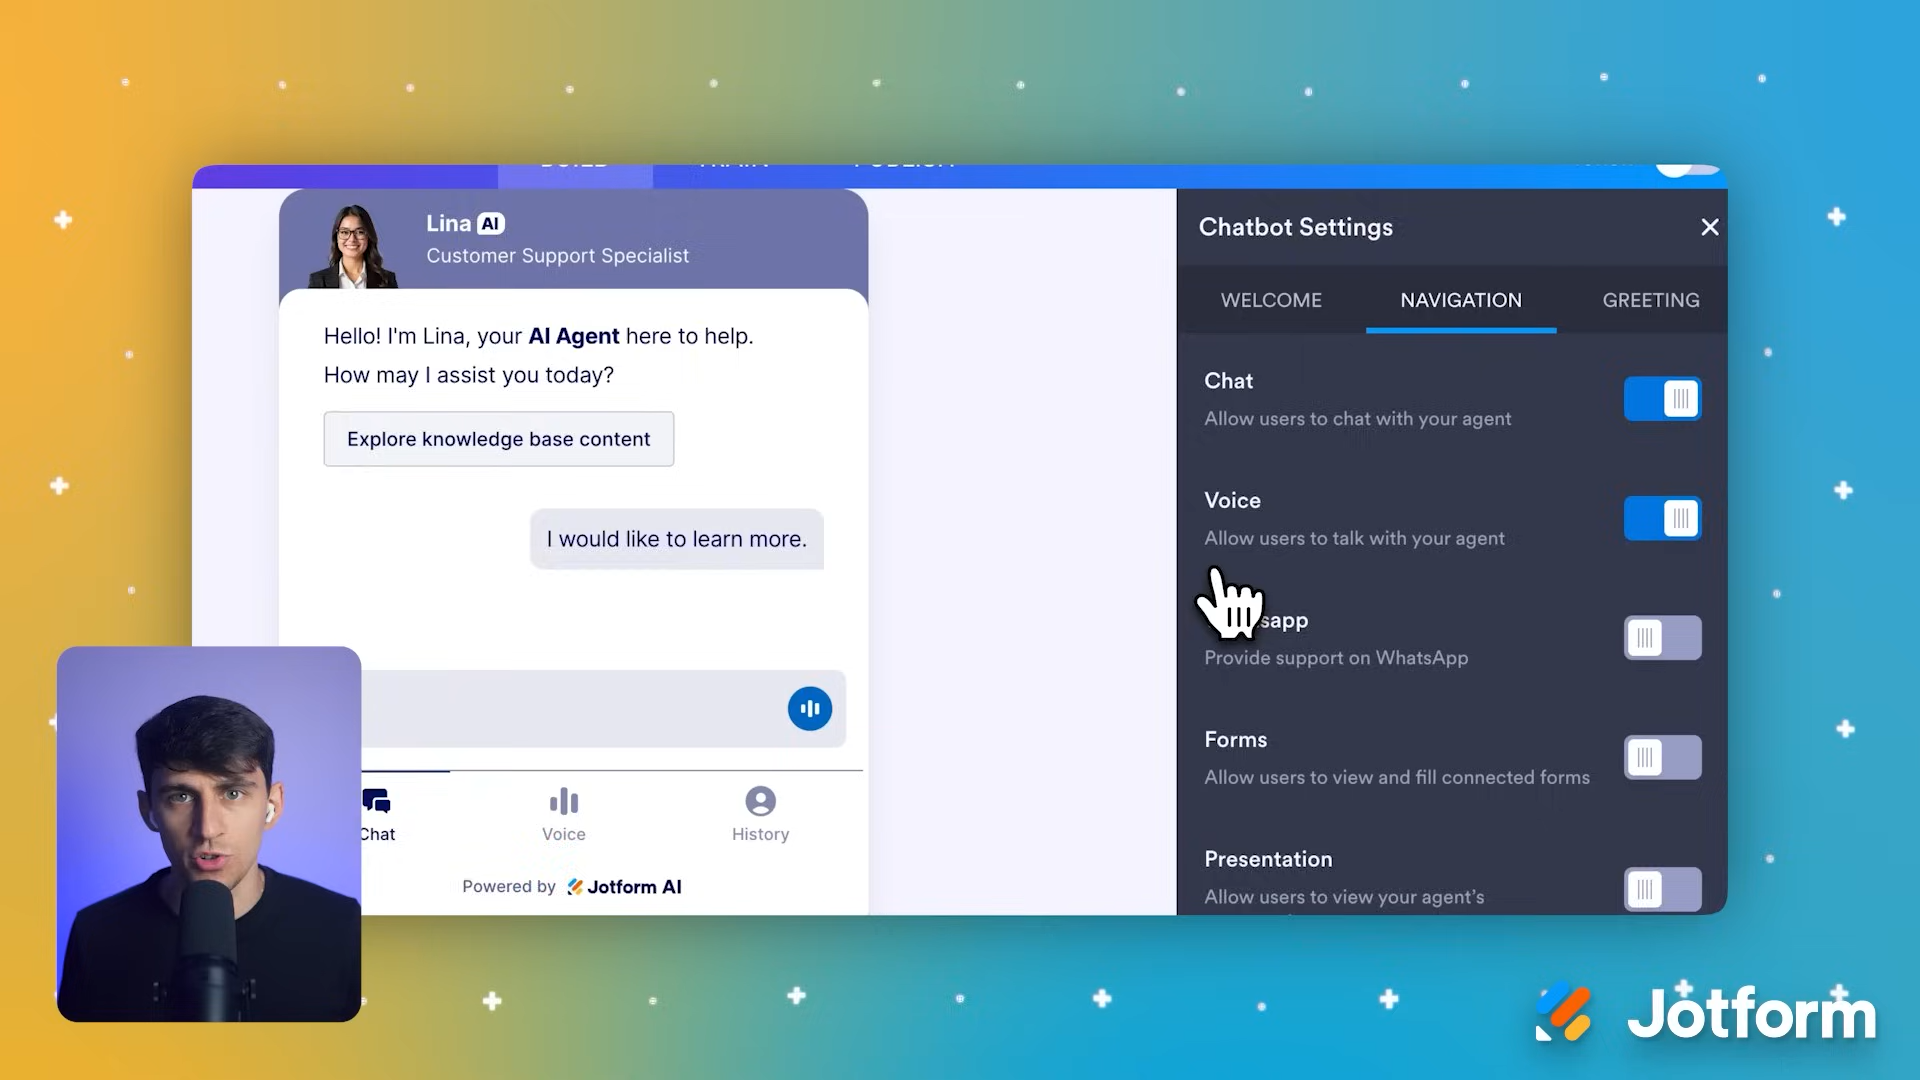 Lina AI
Customer Support Specialist
Hello! I'm Lina, your AI Agent here to help.
How may I assist you today?
Explore knowledge base content
I would like to learn more.
Chat
Voice
History
Powered by Jotform AI
Chatbot Settings
WELCOME
NAVIGATION
GREETING
Chat
Allow users to chat with your agent
Voice
Allow users to talk with your agent
sapp
Provide support on WhatsApp
Forms
Allow users to view and fill connected forms
Presentation
Allow users to view your agent's
Jotform